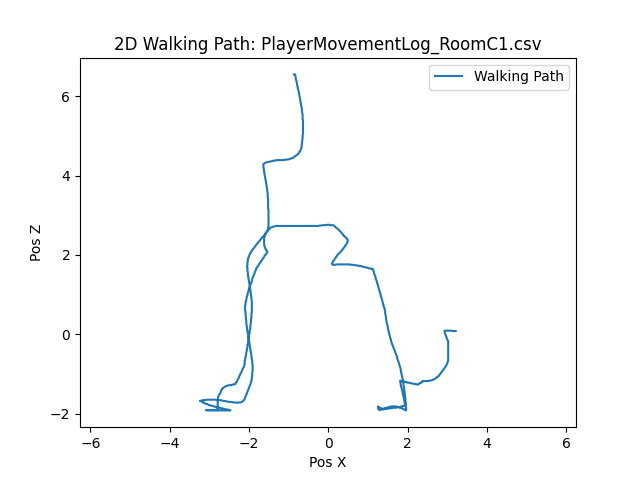 2D Walking Path: PlayerMovementLog_RoomC1.csv
Walking Path
6
4
2
0
−2
Pos Z
−6 −4 −2 0 2 4 6
Pos X